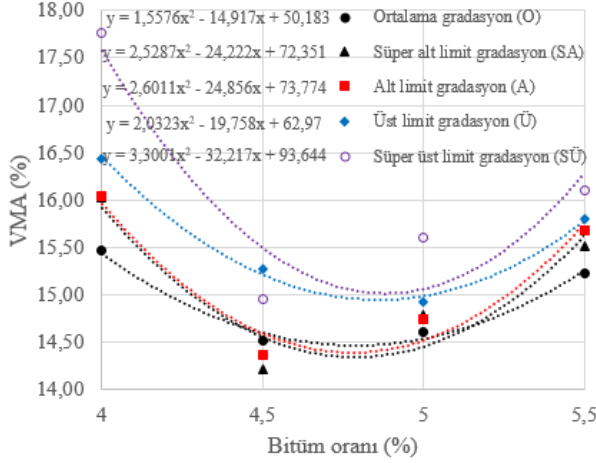 18,00
17,50
17,00
16,50
16,00
15,50
15,00
14,50
14,00
VMA (%)
y = 1,5576x² - 14,917x + 50,183
Ortalama gradasyon (O)
y = 2,5287x² - 24,222x + 72,351
Süper alt limit gradasyon (SA)
y = 2,6011x² - 24,856x + 73,774
Alt limit gradasyon (A)
y = 2,0323x² - 19,758x + 62,97
Üst limit gradasyon (Ü)
y = 3,3001x² - 32,217x + 93,644
Süper üst limit gradasyon (SÜ)
4 4,5 5 5,5
Bitüm oranı (%)